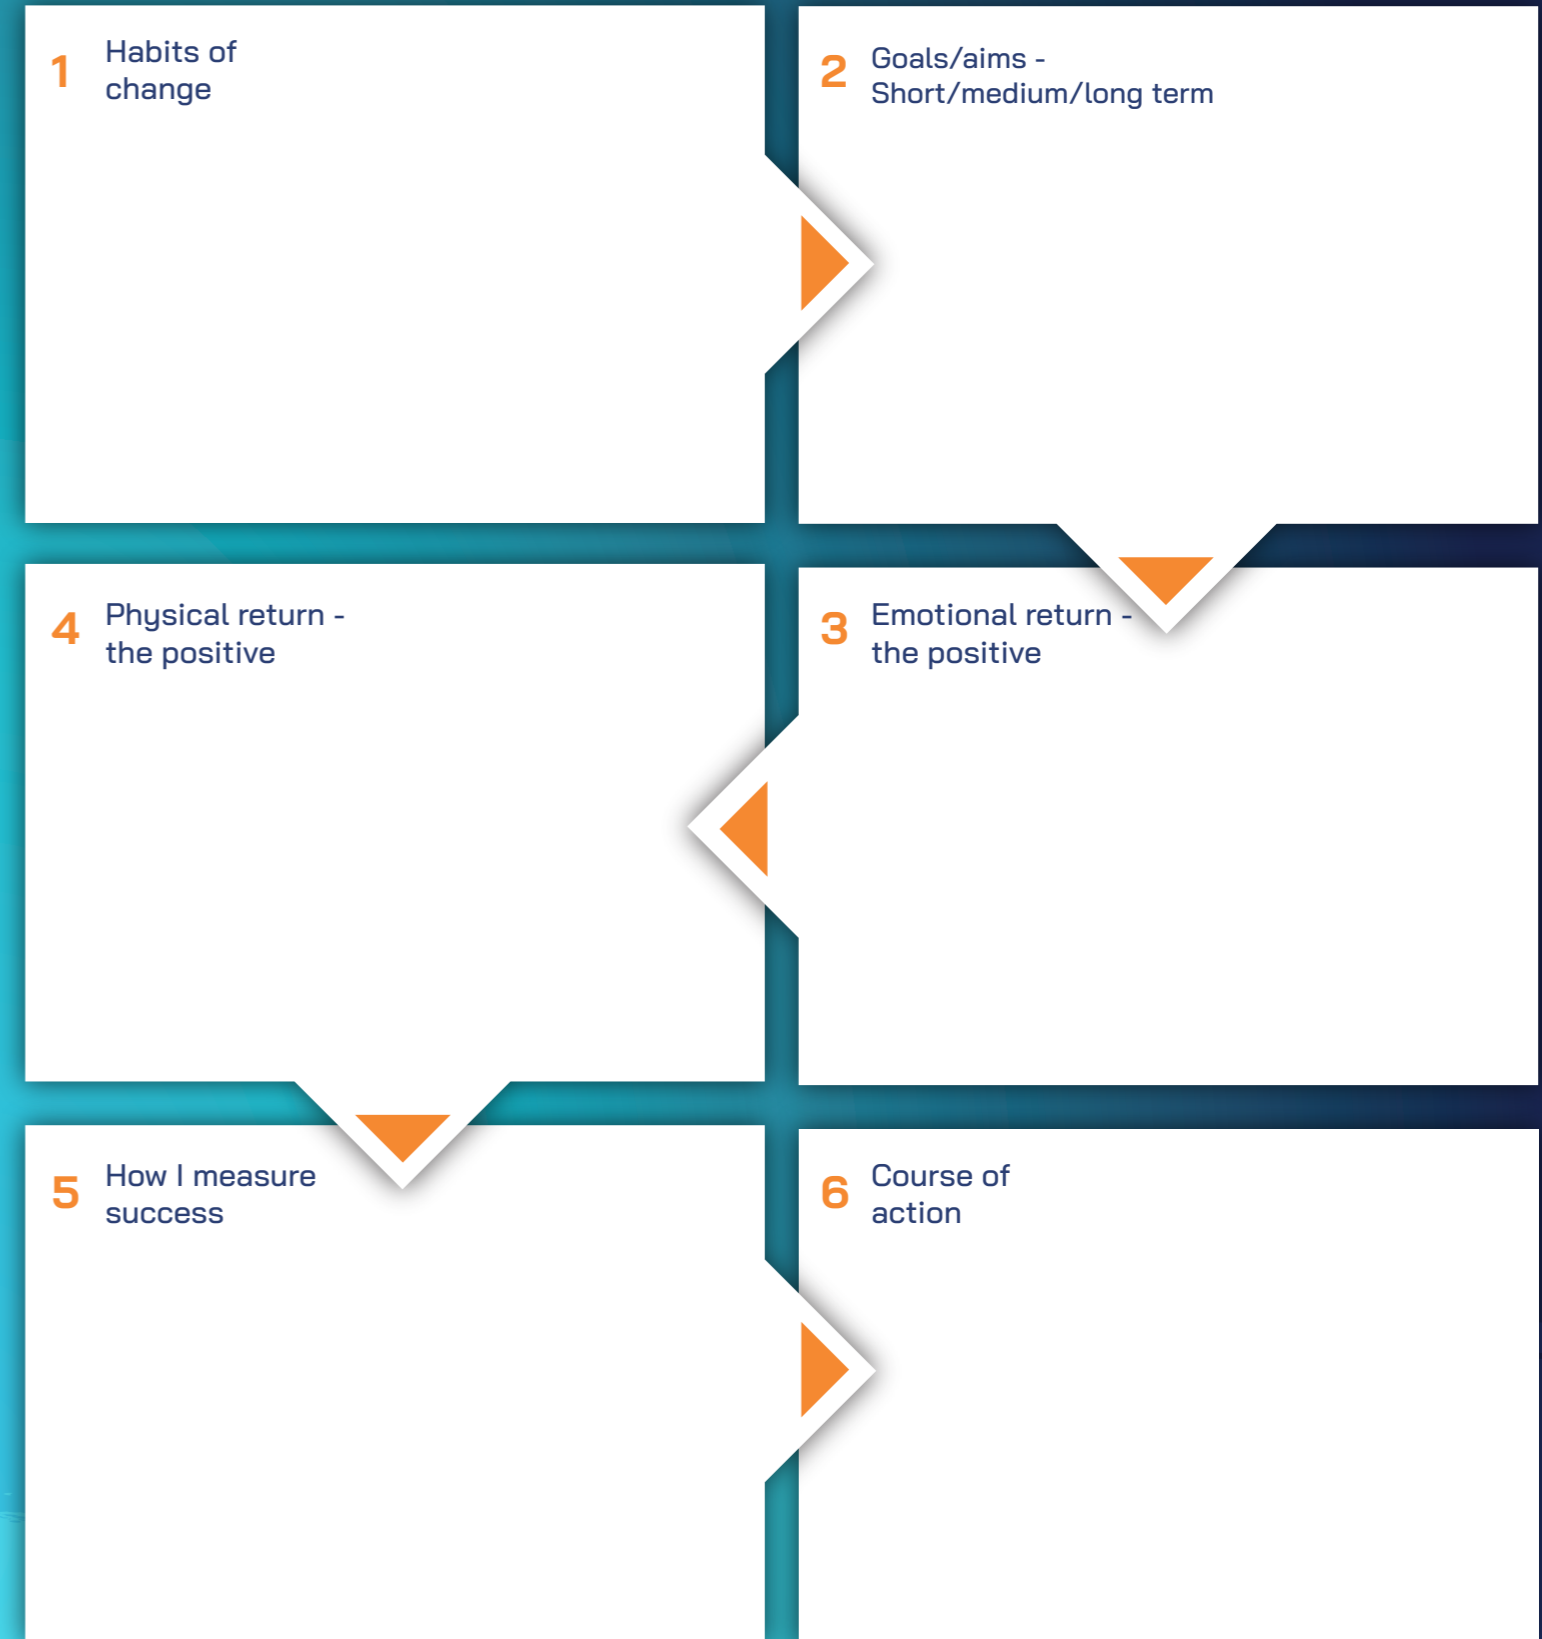 1
Habits of
change
2
Goals/aims -
Short/medium/long term
3
Emotional return -
the positive
4
Physical return -
the positive
5
How I measure
success
6
Course of
action